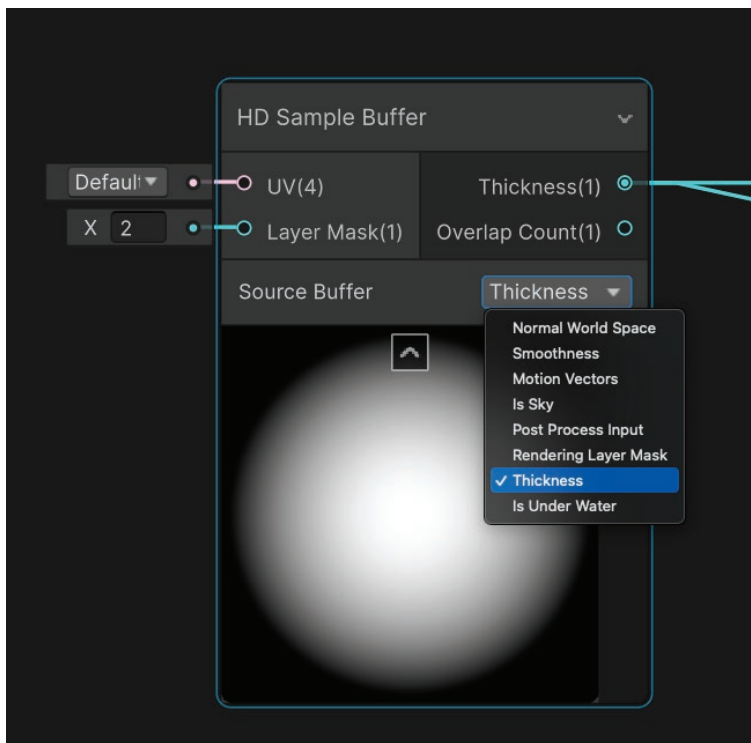 HD Sample Buffer
Default
UV(4)
Thickness(1)
X 2
Layer Mask(1)
Overlap Count(1)
Source Buffer
Thickness
Normal World Space
Smoothness
Motion Vectors
Is Sky
Post Process Input
Rendering Layer Mask
✓ Thickness
Is Under Water